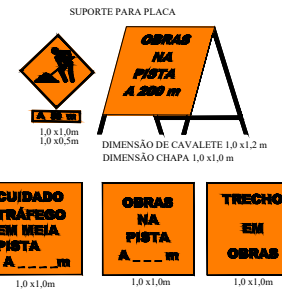 SUPORTE PARA PLACA
OBRAS
NA
PISTA
A 200 m
A m
1,0 x1,0m
1,0 x0,5m
DIMENSÃO DE CAVALETE 1,0 x1,2 m
DIMENSÃO CHAPA 1,0 x1,0 m
CUIDADO
TRÁFEGO
EM MEIA
PISTA
A _ _ _ _ m
1,0 x1,0m
OBRAS
NA
PISTA
A _ _ _ m
1,0 x1,0m
TRECHO
EM
OBRAS
1,0 x1,0m